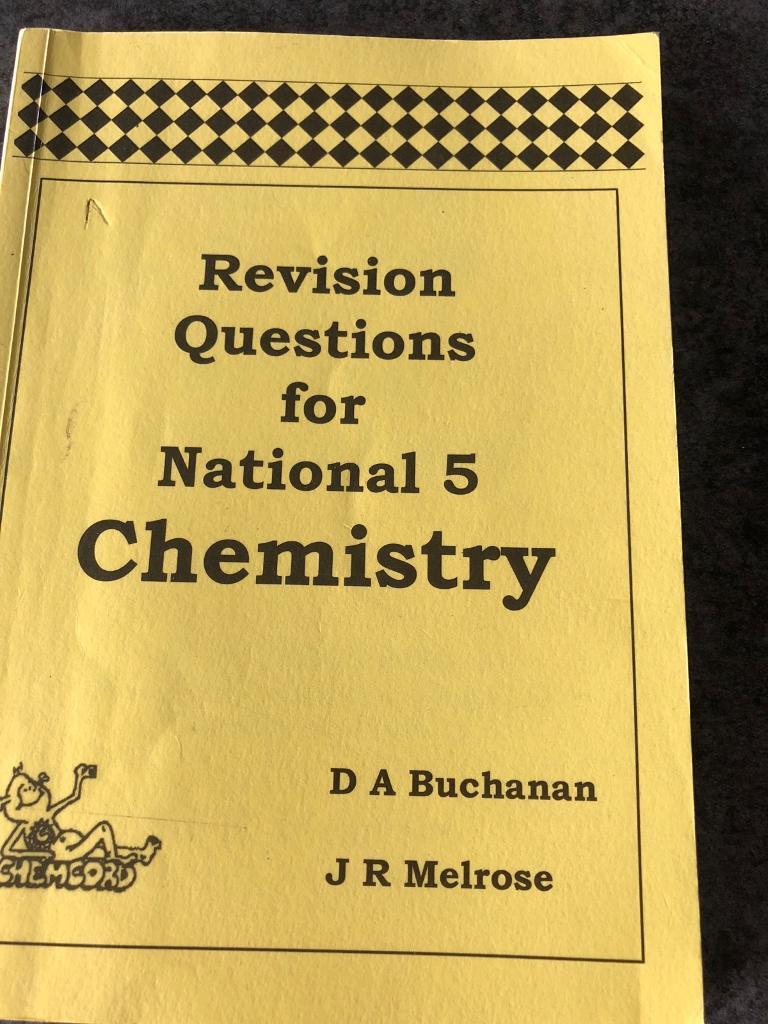 Revision
Questions
for
National 5
Chemistry
D A Buchanan
J R Melrose
CHEMCORD